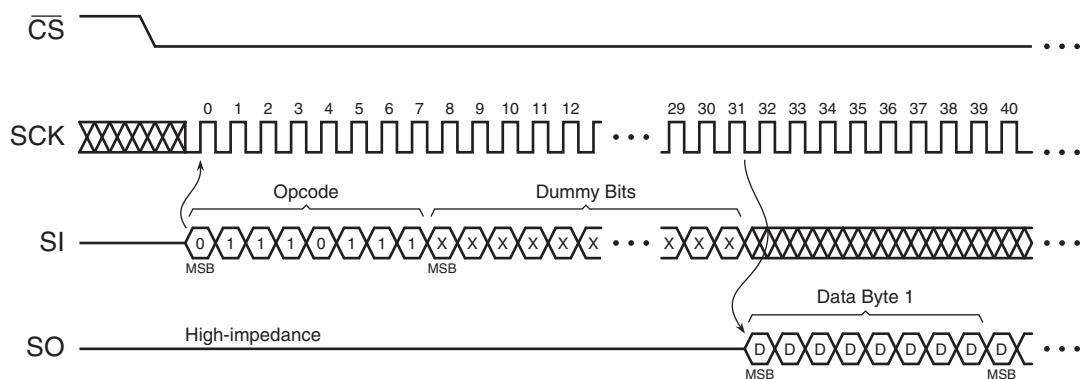 CS
SCK
0 1 2 3 4 5 6 7 8 9 10 11 12 29 30 31 32 33 34 35 36 37 38 39 40
Opcode Dummy Bits
SI
0 1 1 1 0 1 1 1 X X X X X X X X X
MSB MSB
Data Byte 1
SO
High-impedance
D D D D D D D D D
MSB MSB